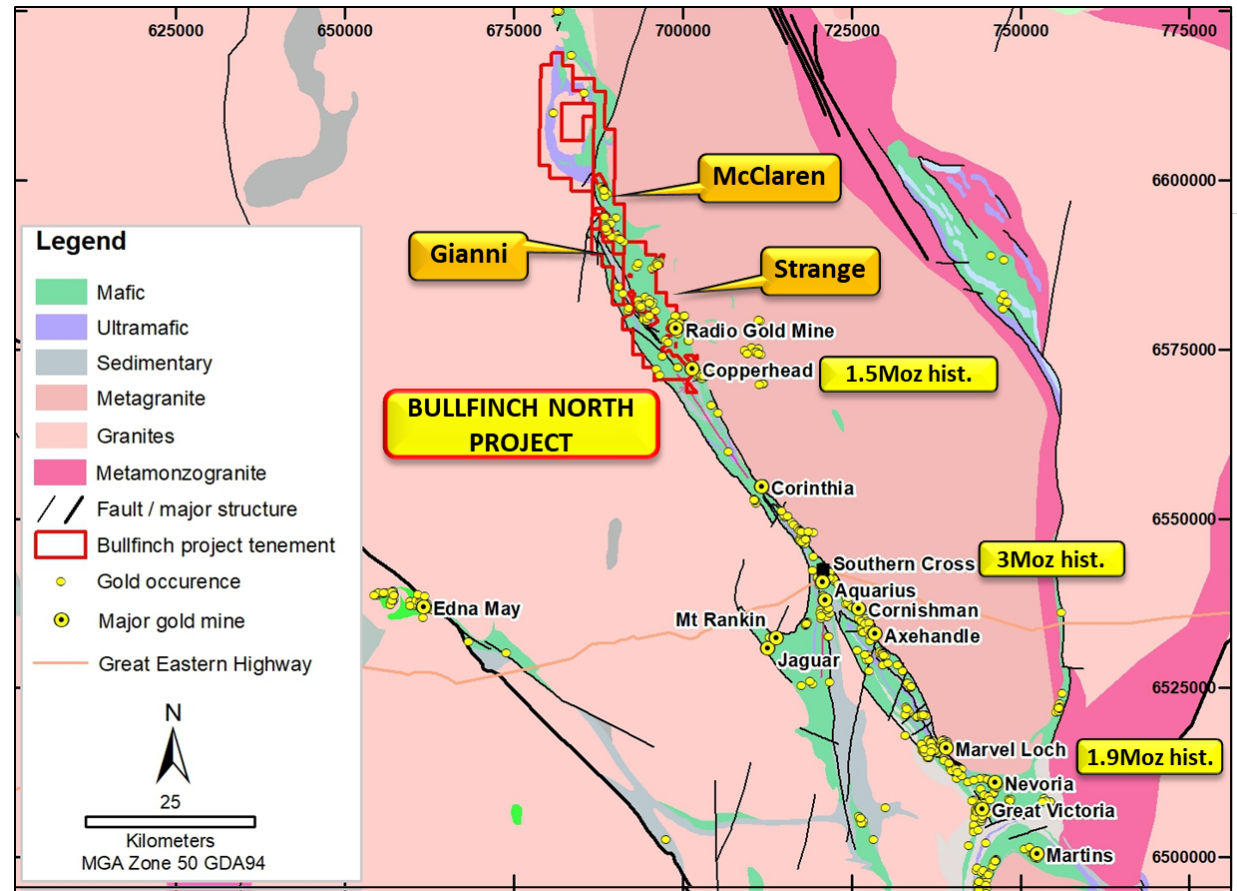 625000
650000
675000
700000
725000
750000
775000
McClaren
6600000
Gianni
Strange
Legend
Mafic
Ultramafic
Sedimentary
Metagranite
Granites
Metamonzogranite
Fault / major structure
Bullfinch project tenement
Gold occurence
Major gold mine
Great Eastern Highway
N
25
Kilometers
MGA Zone 50 GDA94
Radio Gold Mine
6575000
Copperhead
1.5Moz hist.
BULLFINCH NORTH
PROJECT
Corinthia
6550000
Southern Cross
3Moz hist.
Aquarius
Edna May
Cornishman
Mt Rankin
Axehandle
Jaguar
6525000
Marvel Loch
1.9Moz hist.
Nevoria
Great Victoria
Martins
6500000